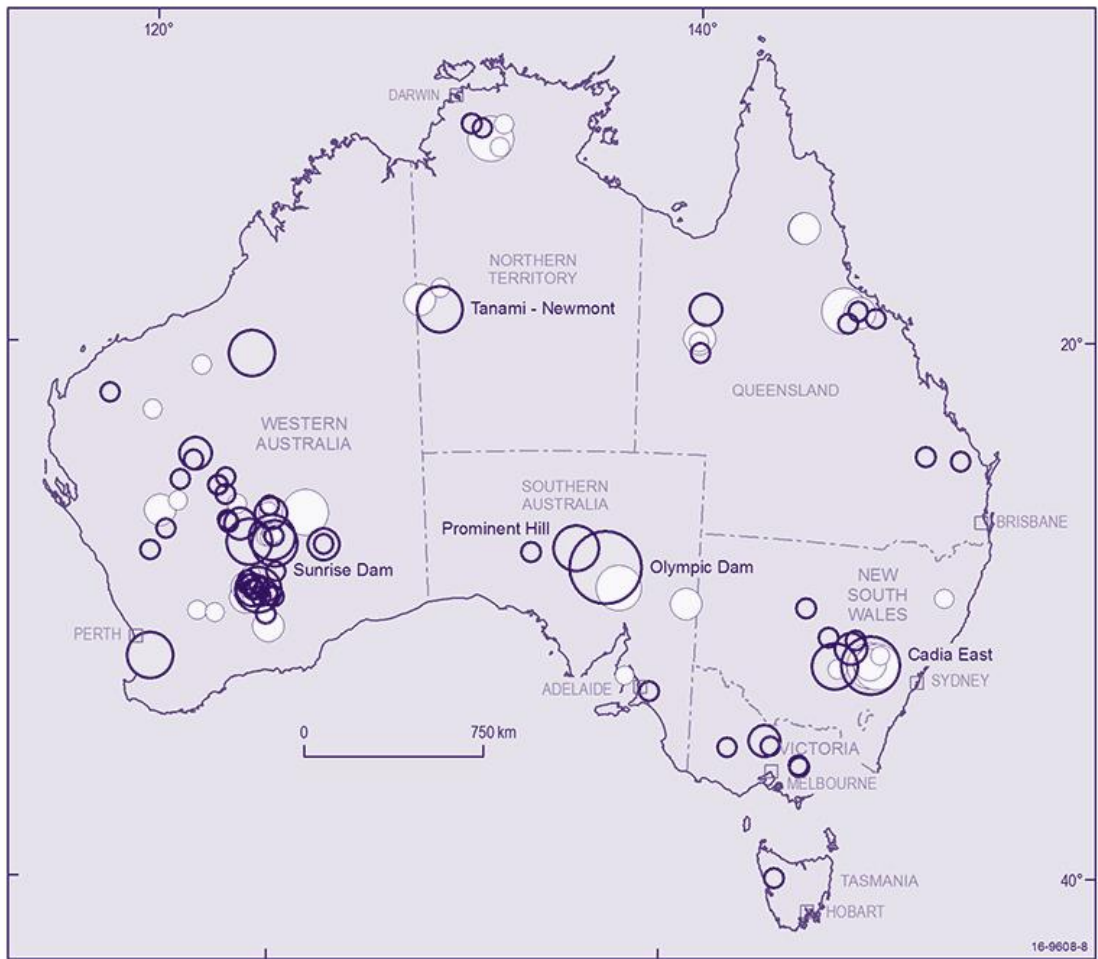 120°
140°
DARWIN
NORTHERN
TERRITORY
Tanami - Newmont
20°
QUEENSLAND
WESTERN
AUSTRALIA
SOUTHERN
AUSTRALIA
Prominent Hill
BRISBANE
Sunrise Dam
Olympic Dam
NEW
SOUTH
WALES
PERTH
Cadia East
ADELAIDE
SYDNEY
0
750 km
VICTORIA
MELBOURNE
40°
TASMANIA
HOBART
16-9608-8